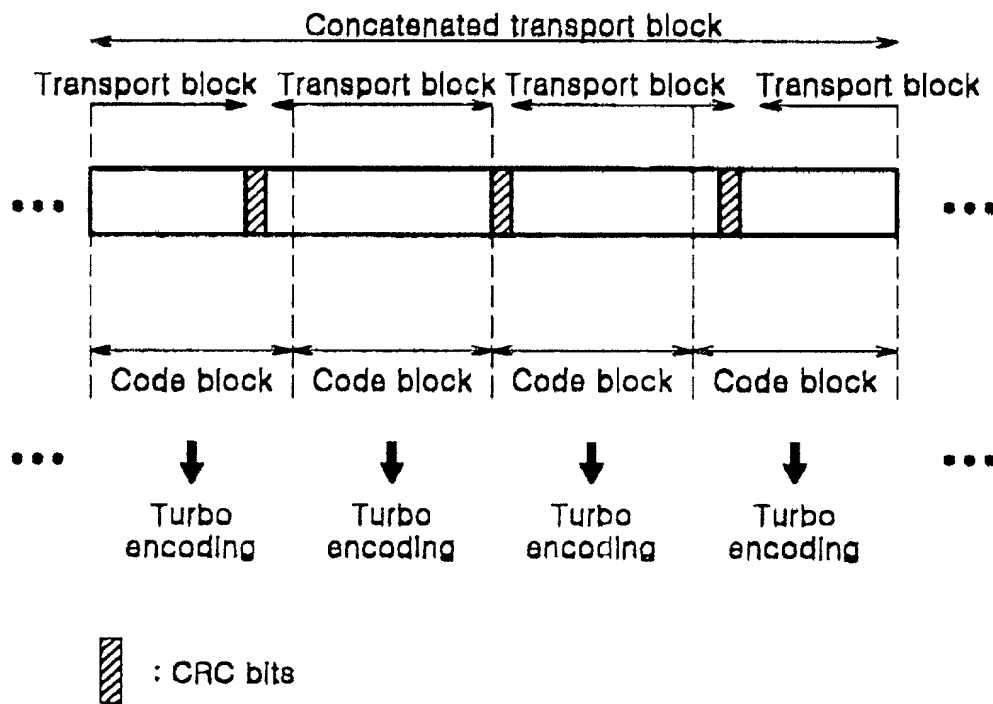 Concatenated transport block
Transport block Transport block Transport block Transport block
Code block Code block Code block Code block
Turbo encoding Turbo encoding Turbo encoding Turbo encoding
: CRC bits